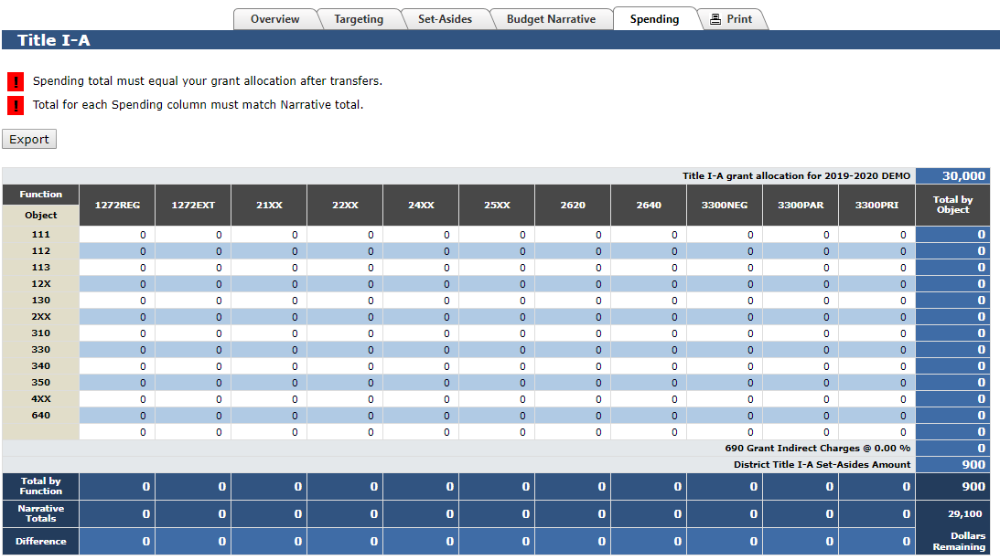 Overview Targeting Set-Asides Budget Narrative Spending Print
Title I-A
! Spending total must equal your grant allocation after transfers.
! Total for each Spending column must match Narrative total.
Export
Title I-A grant allocation for 2019-2020 DEMO 30,000
Function 1272REG 1272EXT 21XX 22XX 24XX 25XX 2620 2640 3300NEG 3300PAR 3300PRI Total by Object
Object
111 0 0 0 0 0 0 0 0 0 0 0 0
112 0 0 0 0 0 0 0 0 0 0 0 0
113 0 0 0 0 0 0 0 0 0 0 0 0
12X 0 0 0 0 0 0 0 0 0 0 0 0
130 0 0 0 0 0 0 0 0 0 0 0 0
2XX 0 0 0 0 0 0 0 0 0 0 0 0
310 0 0 0 0 0 0 0 0 0 0 0 0
330 0 0 0 0 0 0 0 0 0 0 0 0
340 0 0 0 0 0 0 0 0 0 0 0 0
350 0 0 0 0 0 0 0 0 0 0 0 0
4XX 0 0 0 0 0 0 0 0 0 0 0 0
640 0 0 0 0 0 0 0 0 0 0 0 0
0 0 0 0 0 0 0 0 0 0 0 0
690 Grant Indirect Charges @ 0.00 % 0
District Title I-A Set-Asides Amount 900
Total by Function 0 0 0 0 0 0 0 0 0 0 0 900
Narrative Totals 0 0 0 0 0 0 0 0 0 0 0 29,100
Difference 0 0 0 0 0 0 0 0 0 0 0 Dollars Remaining